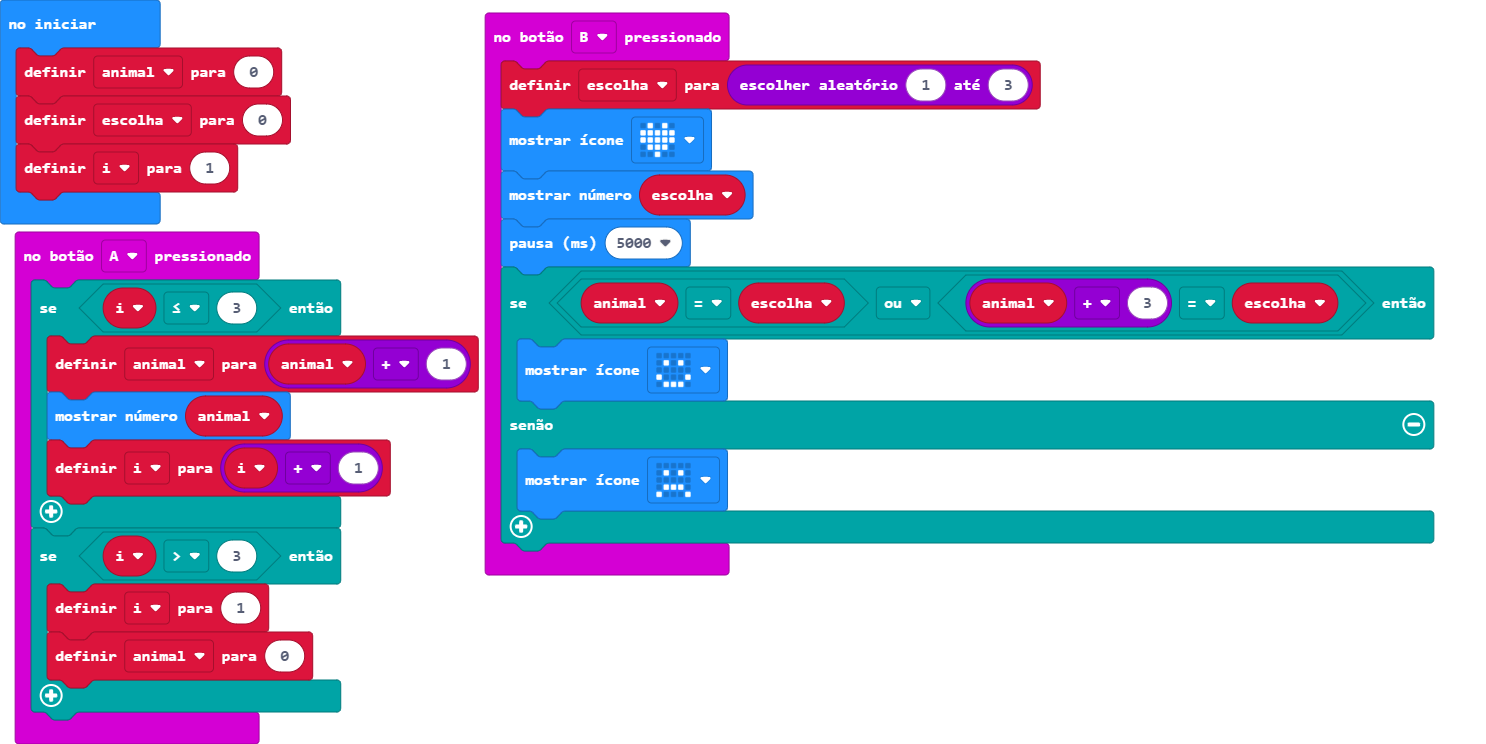 no iniciar
definir animal para 0
definir escolha para 0
definir i para 1
no botão A pressionado
se i ≤ 3 então
definir animal para animal + 1
mostrar número animal
definir i para i + 1
se i > 3 então
definir i para 1
definir animal para 0
no botão B pressionado
definir escolha para escolher aleatório 1 até 3
mostrar ícone
mostrar número escolha
pausa (ms) 5000
se animal = escolha ou animal + 3 = escolha então
mostrar ícone
senão
mostrar ícone